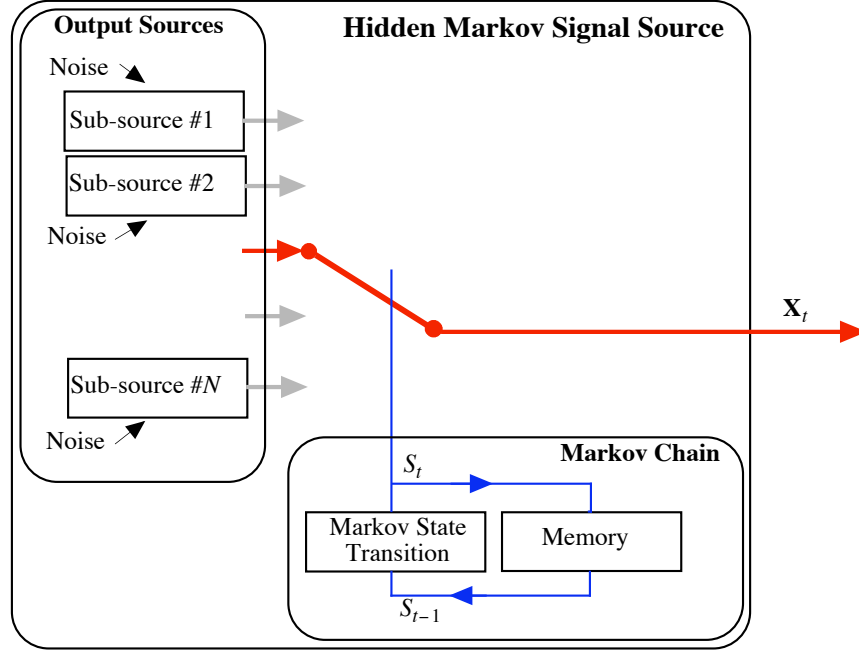 Output Sources
Hidden Markov Signal Source
Noise
Sub-source #1
Sub-source #2
Noise
X_t
Sub-source #N
Noise
Markov Chain
S_t
Markov State
Transition
Memory
S_{t−1}